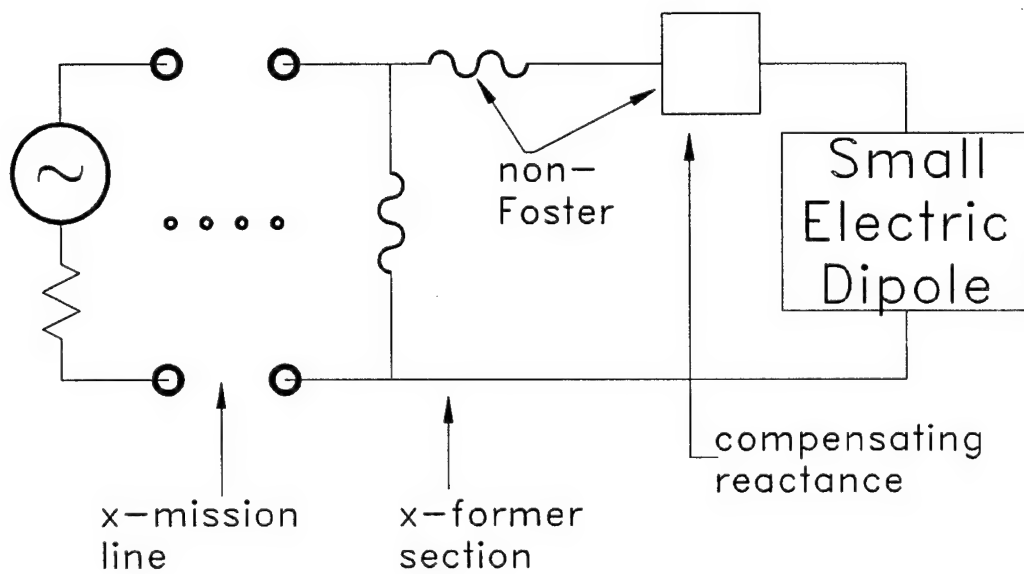 non-
Foster
Small
Electric
Dipole
compensating
reactance
x-mission
line
x-former
section